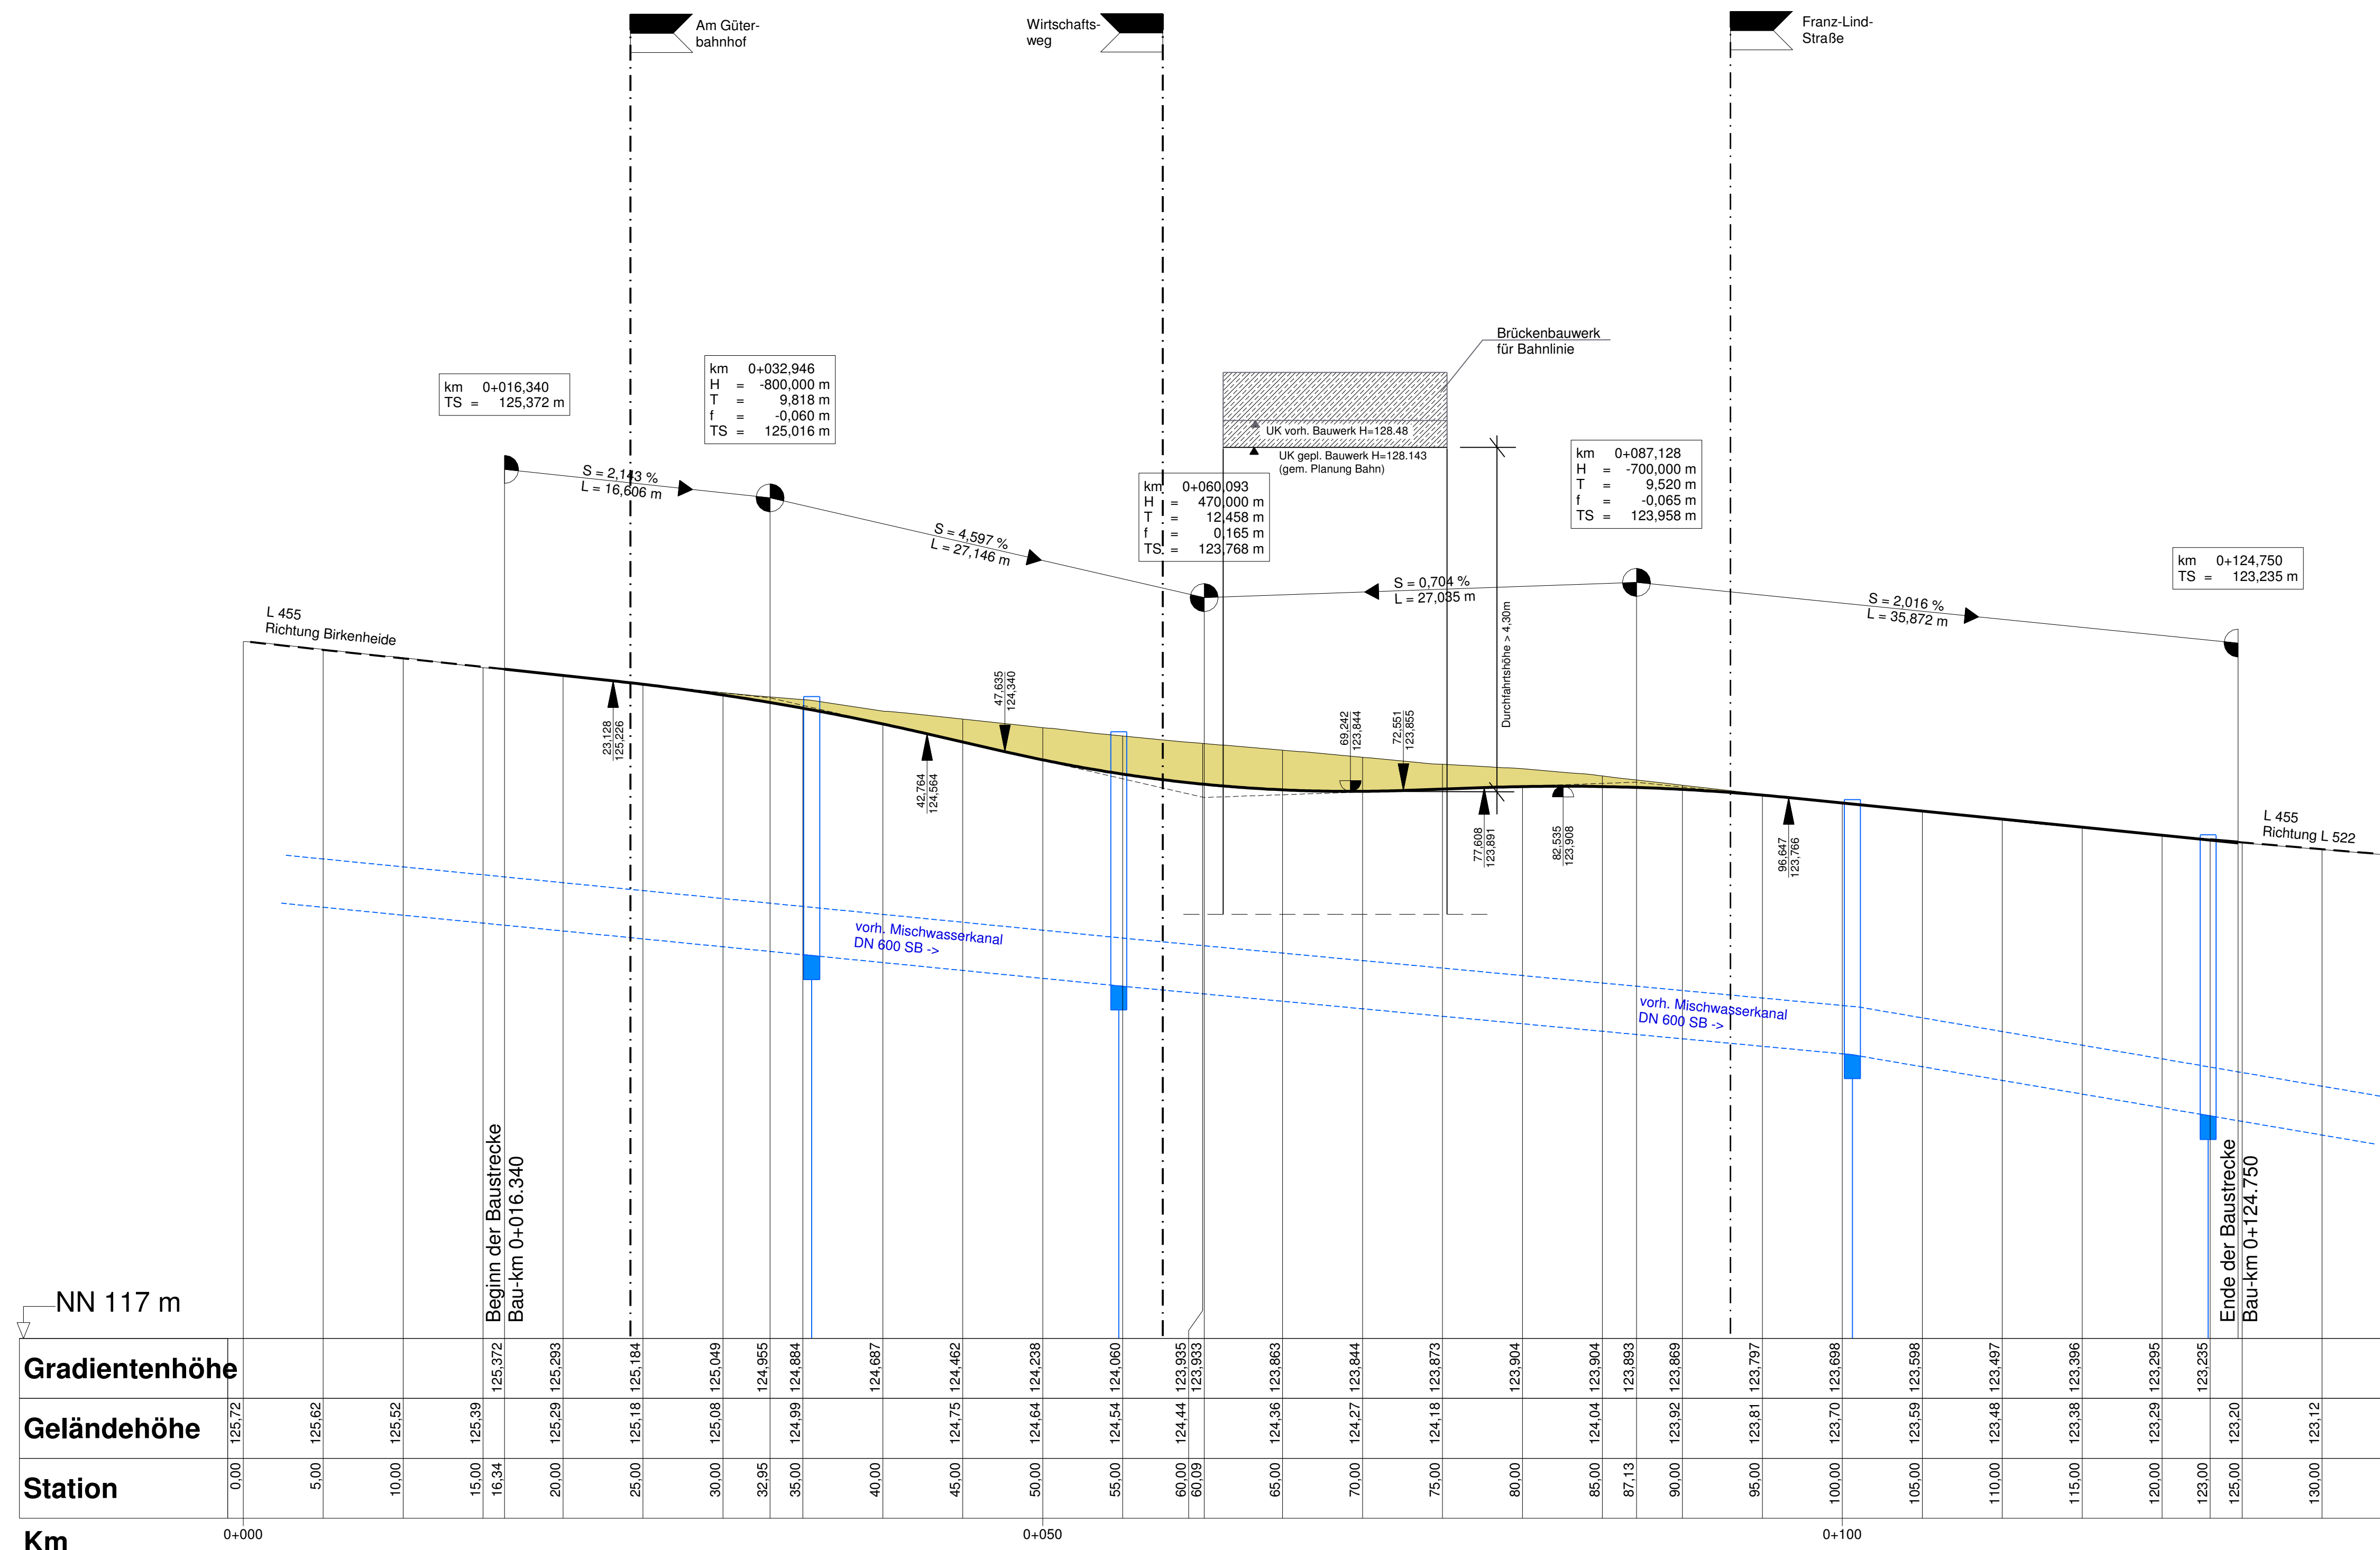 Am Güter-
bahnhof
Wirtschafts-
weg
Franz-Lind-
Straße
Brückenbauwerk
für Bahnlinie
km 0+016,340
TS = 125,372 m
km 0+032,946
H = -800,000 m
T = 9,818 m
f = -0,060 m
TS = 125,016 m
UK vorh. Bauwerk H=128.48
UK gepl. Bauwerk H=128.143
(gem. Planung Bahn)
km 0+060,093
H = 470,000 m
T = 12,458 m
f = 0,165 m
TS = 123,768 m
km 0+087,128
H = -700,000 m
T = 9,520 m
f = -0,065 m
TS = 123,958 m
km 0+124,750
TS = 123,235 m
S = 2,143 %
L = 16,606 m
S = 4,597 %
L = 27,146 m
S = 0,704 %
L = 27,035 m
S = 2,016 %
L = 35,872 m
L 455
Richtung Birkenheide
Durchfahrtshöhe > 4,30m
23,128
125,226
42,764
124,564
47,635
124,340
69,242
123,844
72,551
123,855
77,608
123,891
82,535
123,908
96,647
123,766
L 455
Richtung L 522
vorh. Mischwasserkanal
DN 600 SB ->
vorh. Mischwasserkanal
DN 600 SB ->
Beginn der Baustrecke
Bau-km 0+016.340
Ende der Baustrecke
Bau-km 0+124.750
NN 117 m
Gradientenhöhe 125,372 125,293 125,184 125,049 124,955 124,884 124,687 124,462 124,238 124,060 123,935 123,933 123,863 123,844 123,873 123,904 123,904 123,893 123,869 123,797 123,698 123,598 123,497 123,396 123,295 123,235
Geländehöhe 125,72 125,62 125,52 125,39 125,29 125,18 125,08 124,99 124,75 124,64 124,54 124,44 124,36 124,27 124,18 124,04 123,92 123,81 123,70 123,59 123,48 123,38 123,29 123,20 123,12
Station 0,00 5,00 10,00 15,00 16.34 20,00 25,00 30,00 32,95 35,00 40,00 45,00 50,00 55,00 60,00 60,09 65,00 70,00 75,00 80,00 85,00 87,13 90,00 95,00 100,00 105,00 110,00 115,00 120,00 123,00 125,00 130,00
Km 0+000 0+050 0+100